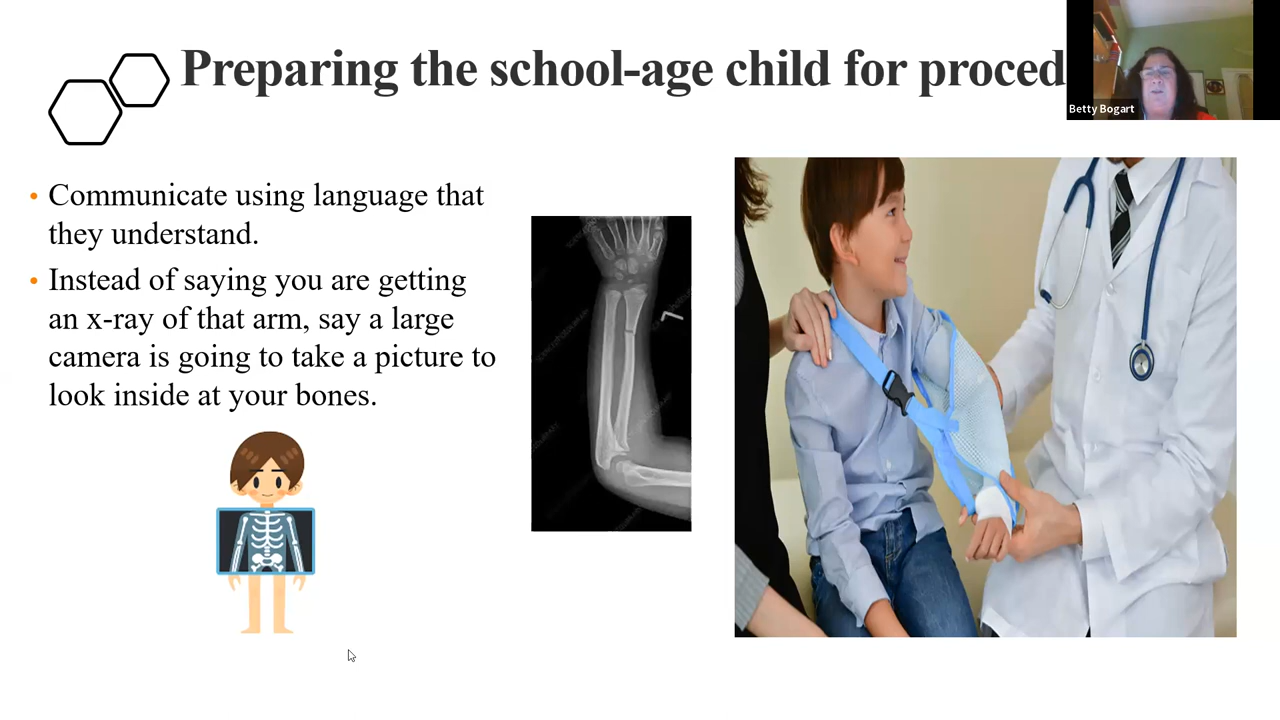 Preparing the school-age child for proced
Betty Bogart
• Communicate using language that
they understand.
• Instead of saying you are getting
an x-ray of that arm, say a large
camera is going to take a picture to
look inside at your bones.